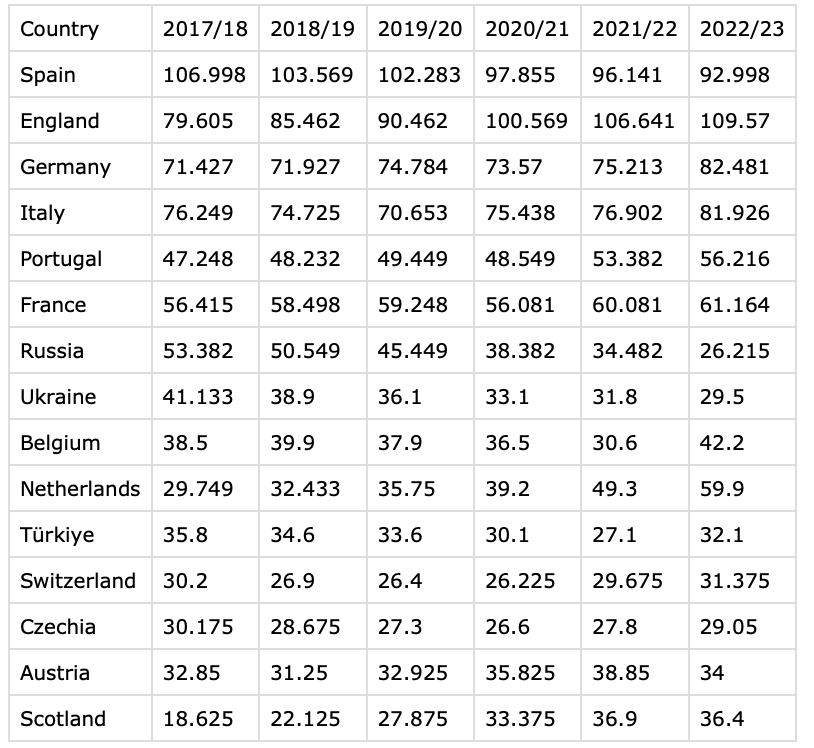 Country 2017/18 2018/19 2019/20 2020/21 2021/22 2022/23
Spain 106.998 103.569 102.283 97.855 96.141 92.998
England 79.605 85.462 90.462 100.569 106.641 109.57
Germany 71.427 71.927 74.784 73.57 75.213 82.481
Italy 76.249 74.725 70.653 75.438 76.902 81.926
Portugal 47.248 48.232 49.449 48.549 53.382 56.216
France 56.415 58.498 59.248 56.081 60.081 61.164
Russia 53.382 50.549 45.449 38.382 34.482 26.215
Ukraine 41.133 38.9 36.1 33.1 31.8 29.5
Belgium 38.5 39.9 37.9 36.5 30.6 42.2
Netherlands 29.749 32.433 35.75 39.2 49.3 59.9
Türkiye 35.8 34.6 33.6 30.1 27.1 32.1
Switzerland 30.2 26.9 26.4 26.225 29.675 31.375
Czechia 30.175 28.675 27.3 26.6 27.8 29.05
Austria 32.85 31.25 32.925 35.825 38.85 34
Scotland 18.625 22.125 27.875 33.375 36.9 36.4